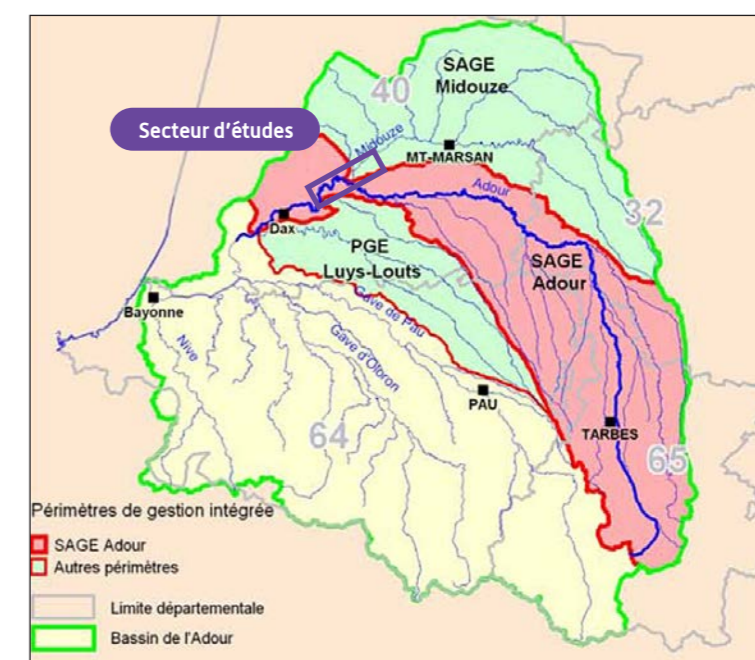 SAGE
Midouze
40
Secteur d'études
Midouze
MT-MARSAN
Adour
32
Dax
PGE
Luys-Louts
SAGE
Adour
Bayonne
Gave de Pau
Nive
Gave d'Oloron
PAU
TARBES
64
65
Périmètres de gestion intégrée
SAGE Adour
Autres périmètres
Limite départementale
Bassin de l'Adour